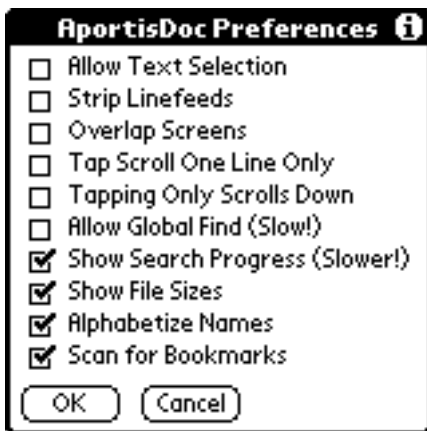 AportisDoc Preferences i
Allow Text Selection
Strip Linefeeds
Overlap Screens
Tap Scroll One Line Only
Tapping Only Scrolls Down
Allow Global Find (Slow!)
Show Search Progress (Slower!)
Show File Sizes
Alphabetize Names
Scan for Bookmarks
OK Cancel